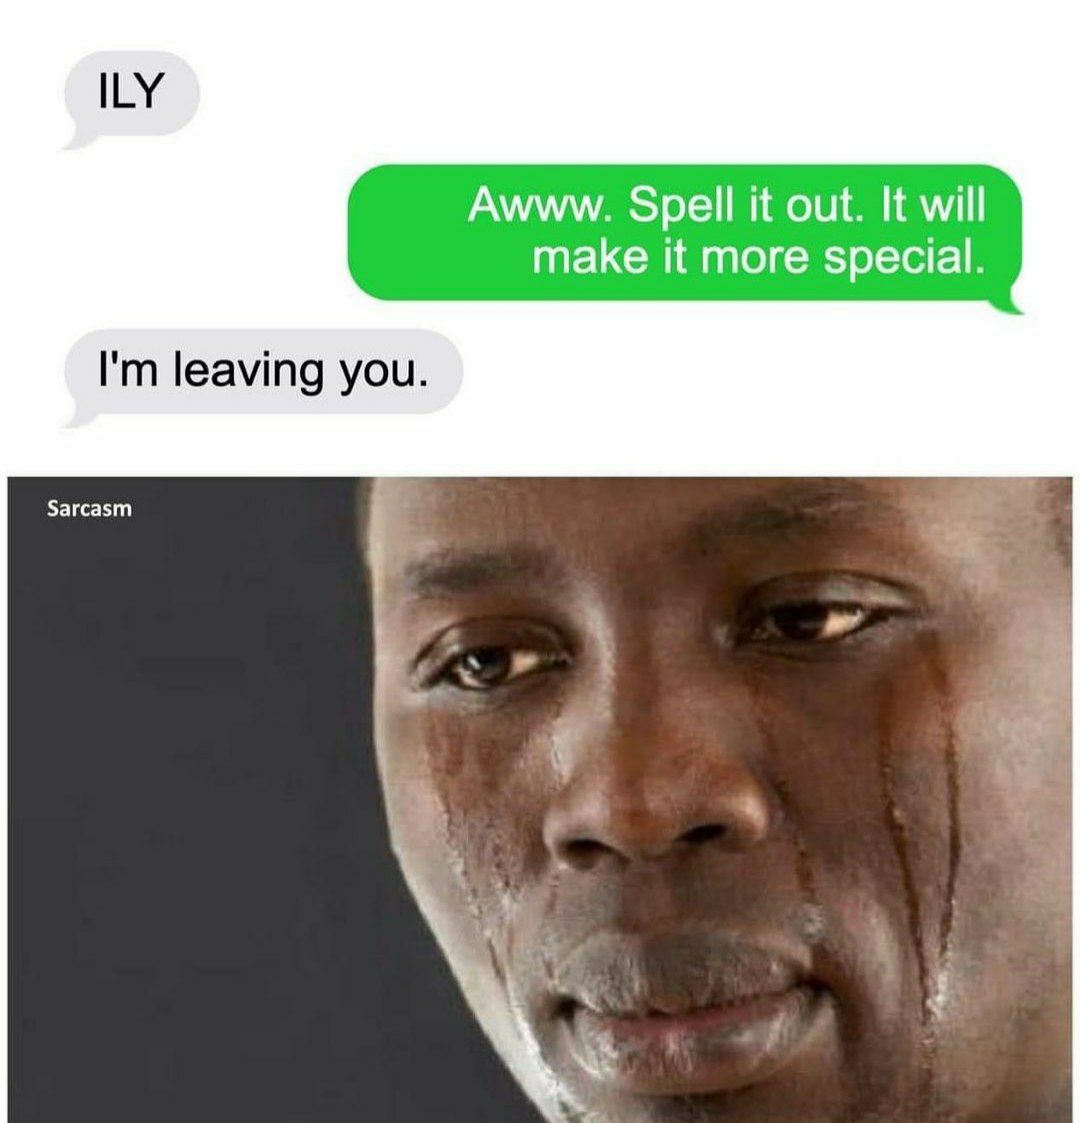 ILY
Awww. Spell it out. It will
make it more special.
I'm leaving you.
Sarcasm